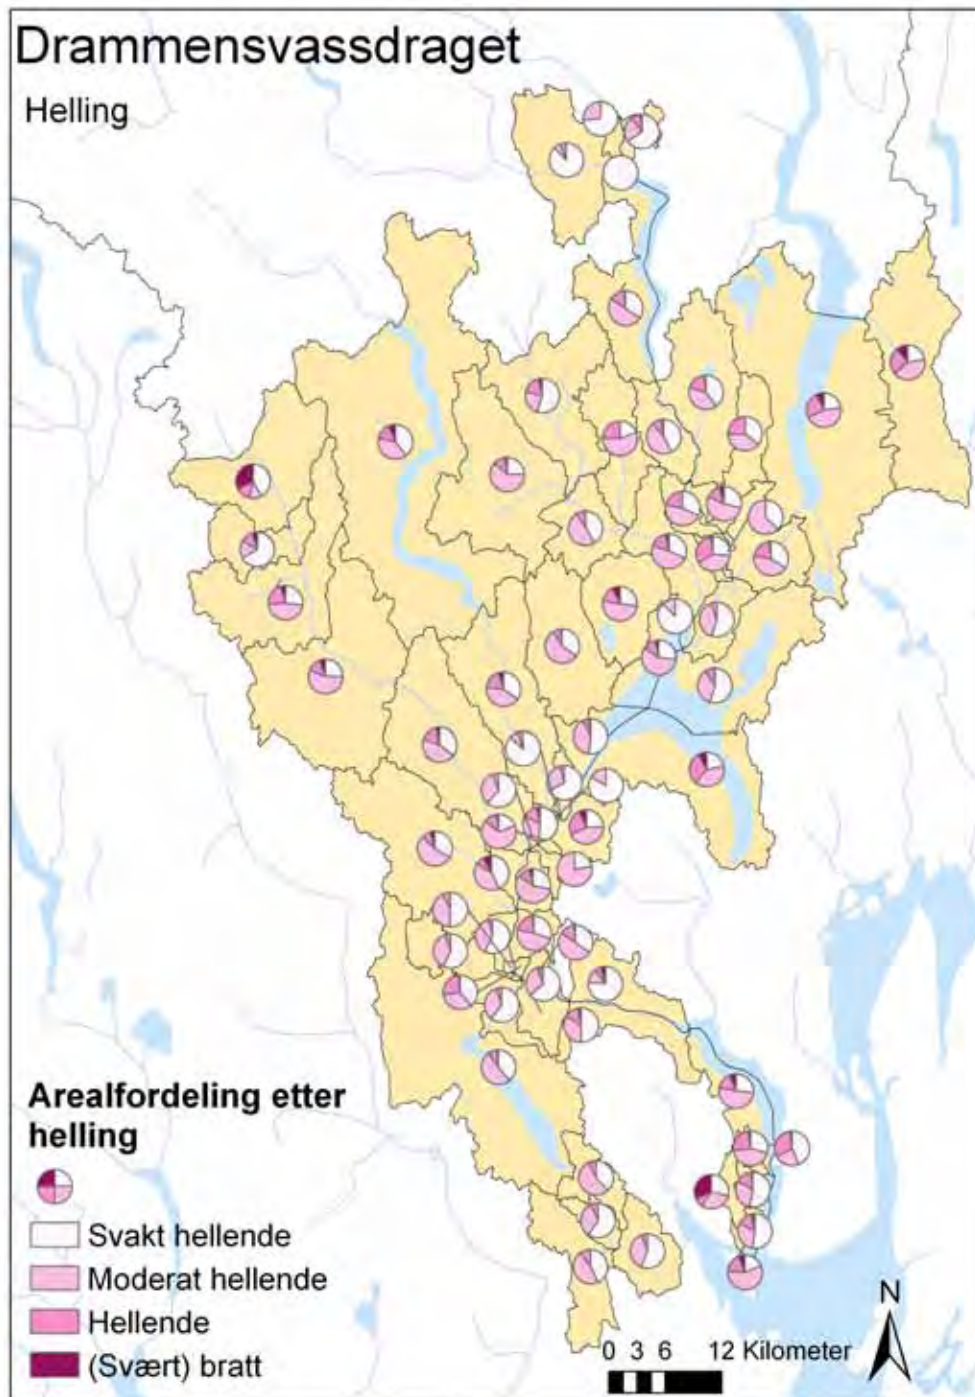 Drammensvassdraget
Helling
Arealfordeling etter
helling
Svakt hellende
Moderat hellende
Hellende
(Svært) bratt
N
0 3 6 12 Kilometer